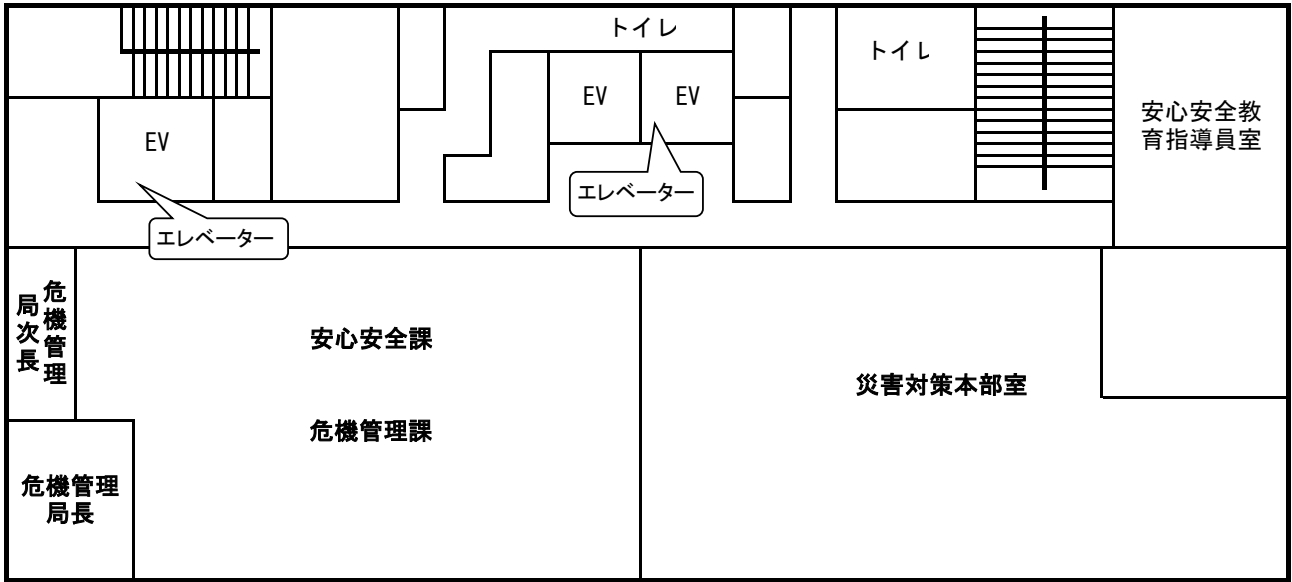 トイレ
トイレ
EV
EV
EV
安心安全教
育指導員室
エレベーター
エレベーター
危機管理
局次長
安心安全課
危機管理課
災害対策本部室
危機管理
局長